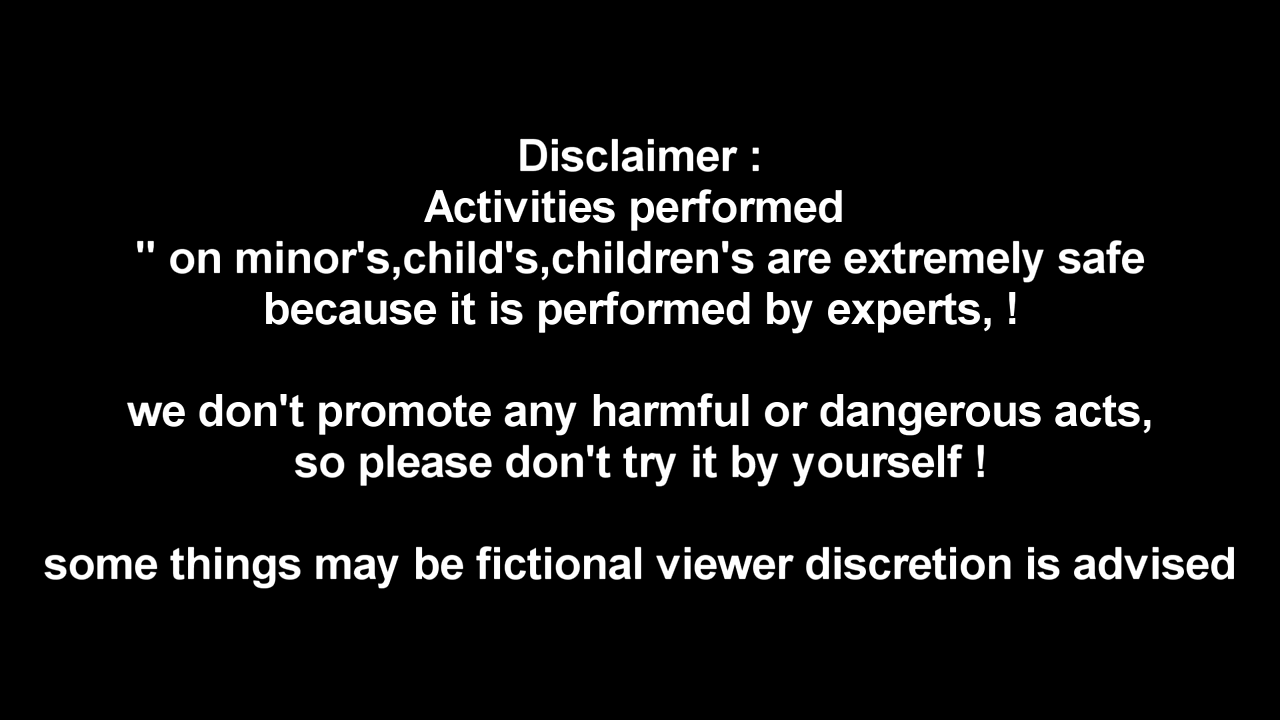 Disclaimer :
Activities performed
" on minor's,child's,children's are extremely safe
because it is performed by experts, !
we don't promote any harmful or dangerous acts,
so please don't try it by yourself !
some things may be fictional viewer discretion is advised